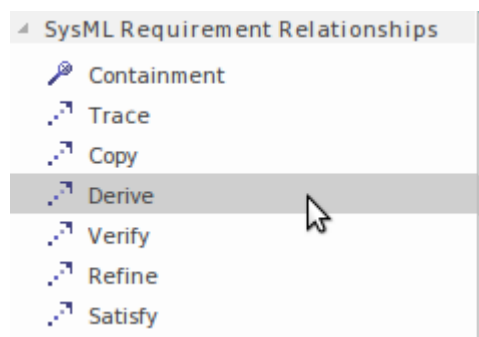 SysML Requirement Relationships
Containment
Trace
Copy
Derive
Verify
Refine
Satisfy